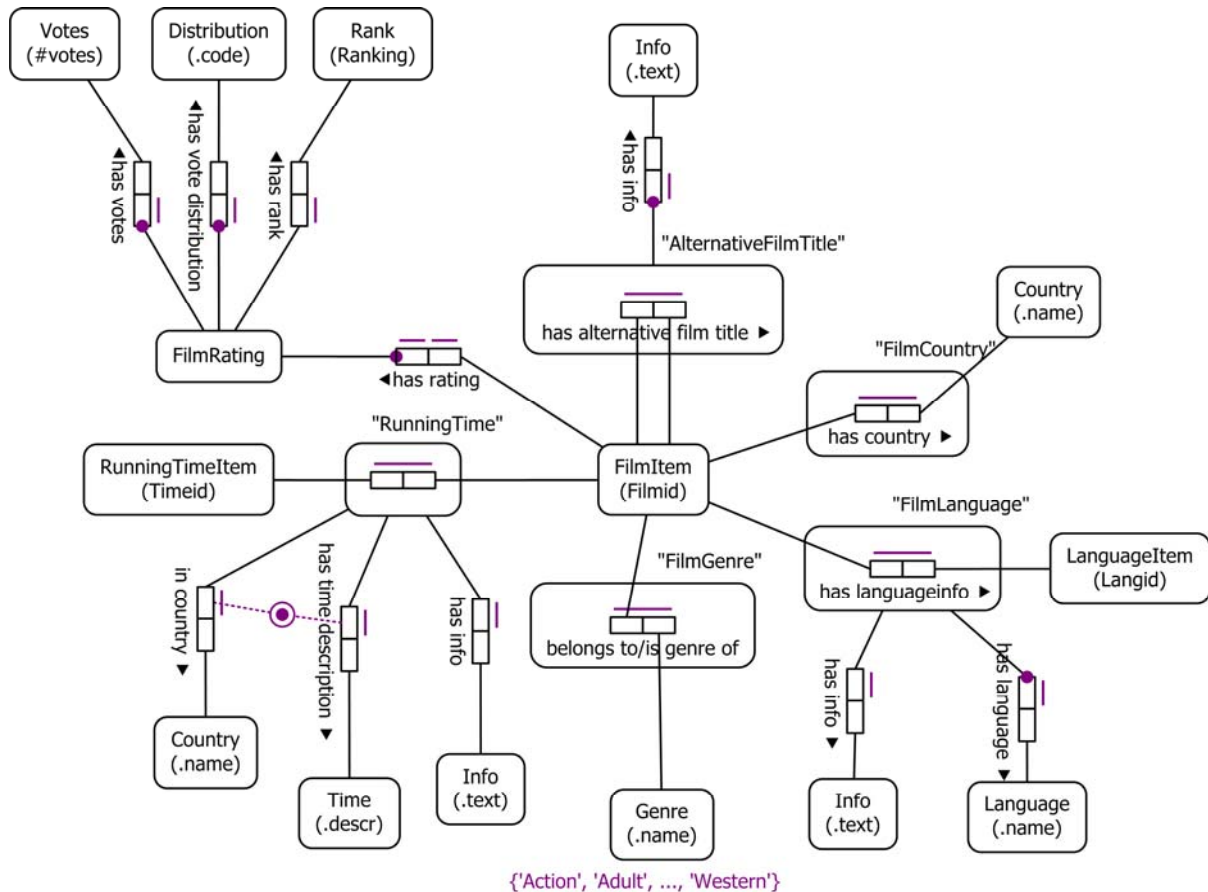 Votes
(#votes)
Distribution
(.code)
Rank
(Ranking)
Info
(.text)
◄has votes
◄has vote distribution
◄has rank
◄has info
"AlternativeFilmTitle"
has alternative film title ►
Country
(.name)
FilmRating
◄has rating
"FilmCountry"
has country ►
"RunningTime"
RunningTimeItem
(Timeid)
FilmItem
(Filmid)
"FilmLanguage"
has languageinfo ►
LanguageItem
(Langid)
"FilmGenre"
belongs to/is genre of
in country ►
has time description ►
has info
has info ►
has language ►
Country
(.name)
Time
(.descr)
Info
(.text)
Genre
(.name)
Info
(.text)
Language
(.name)
{'Action', 'Adult', ..., 'Western'}